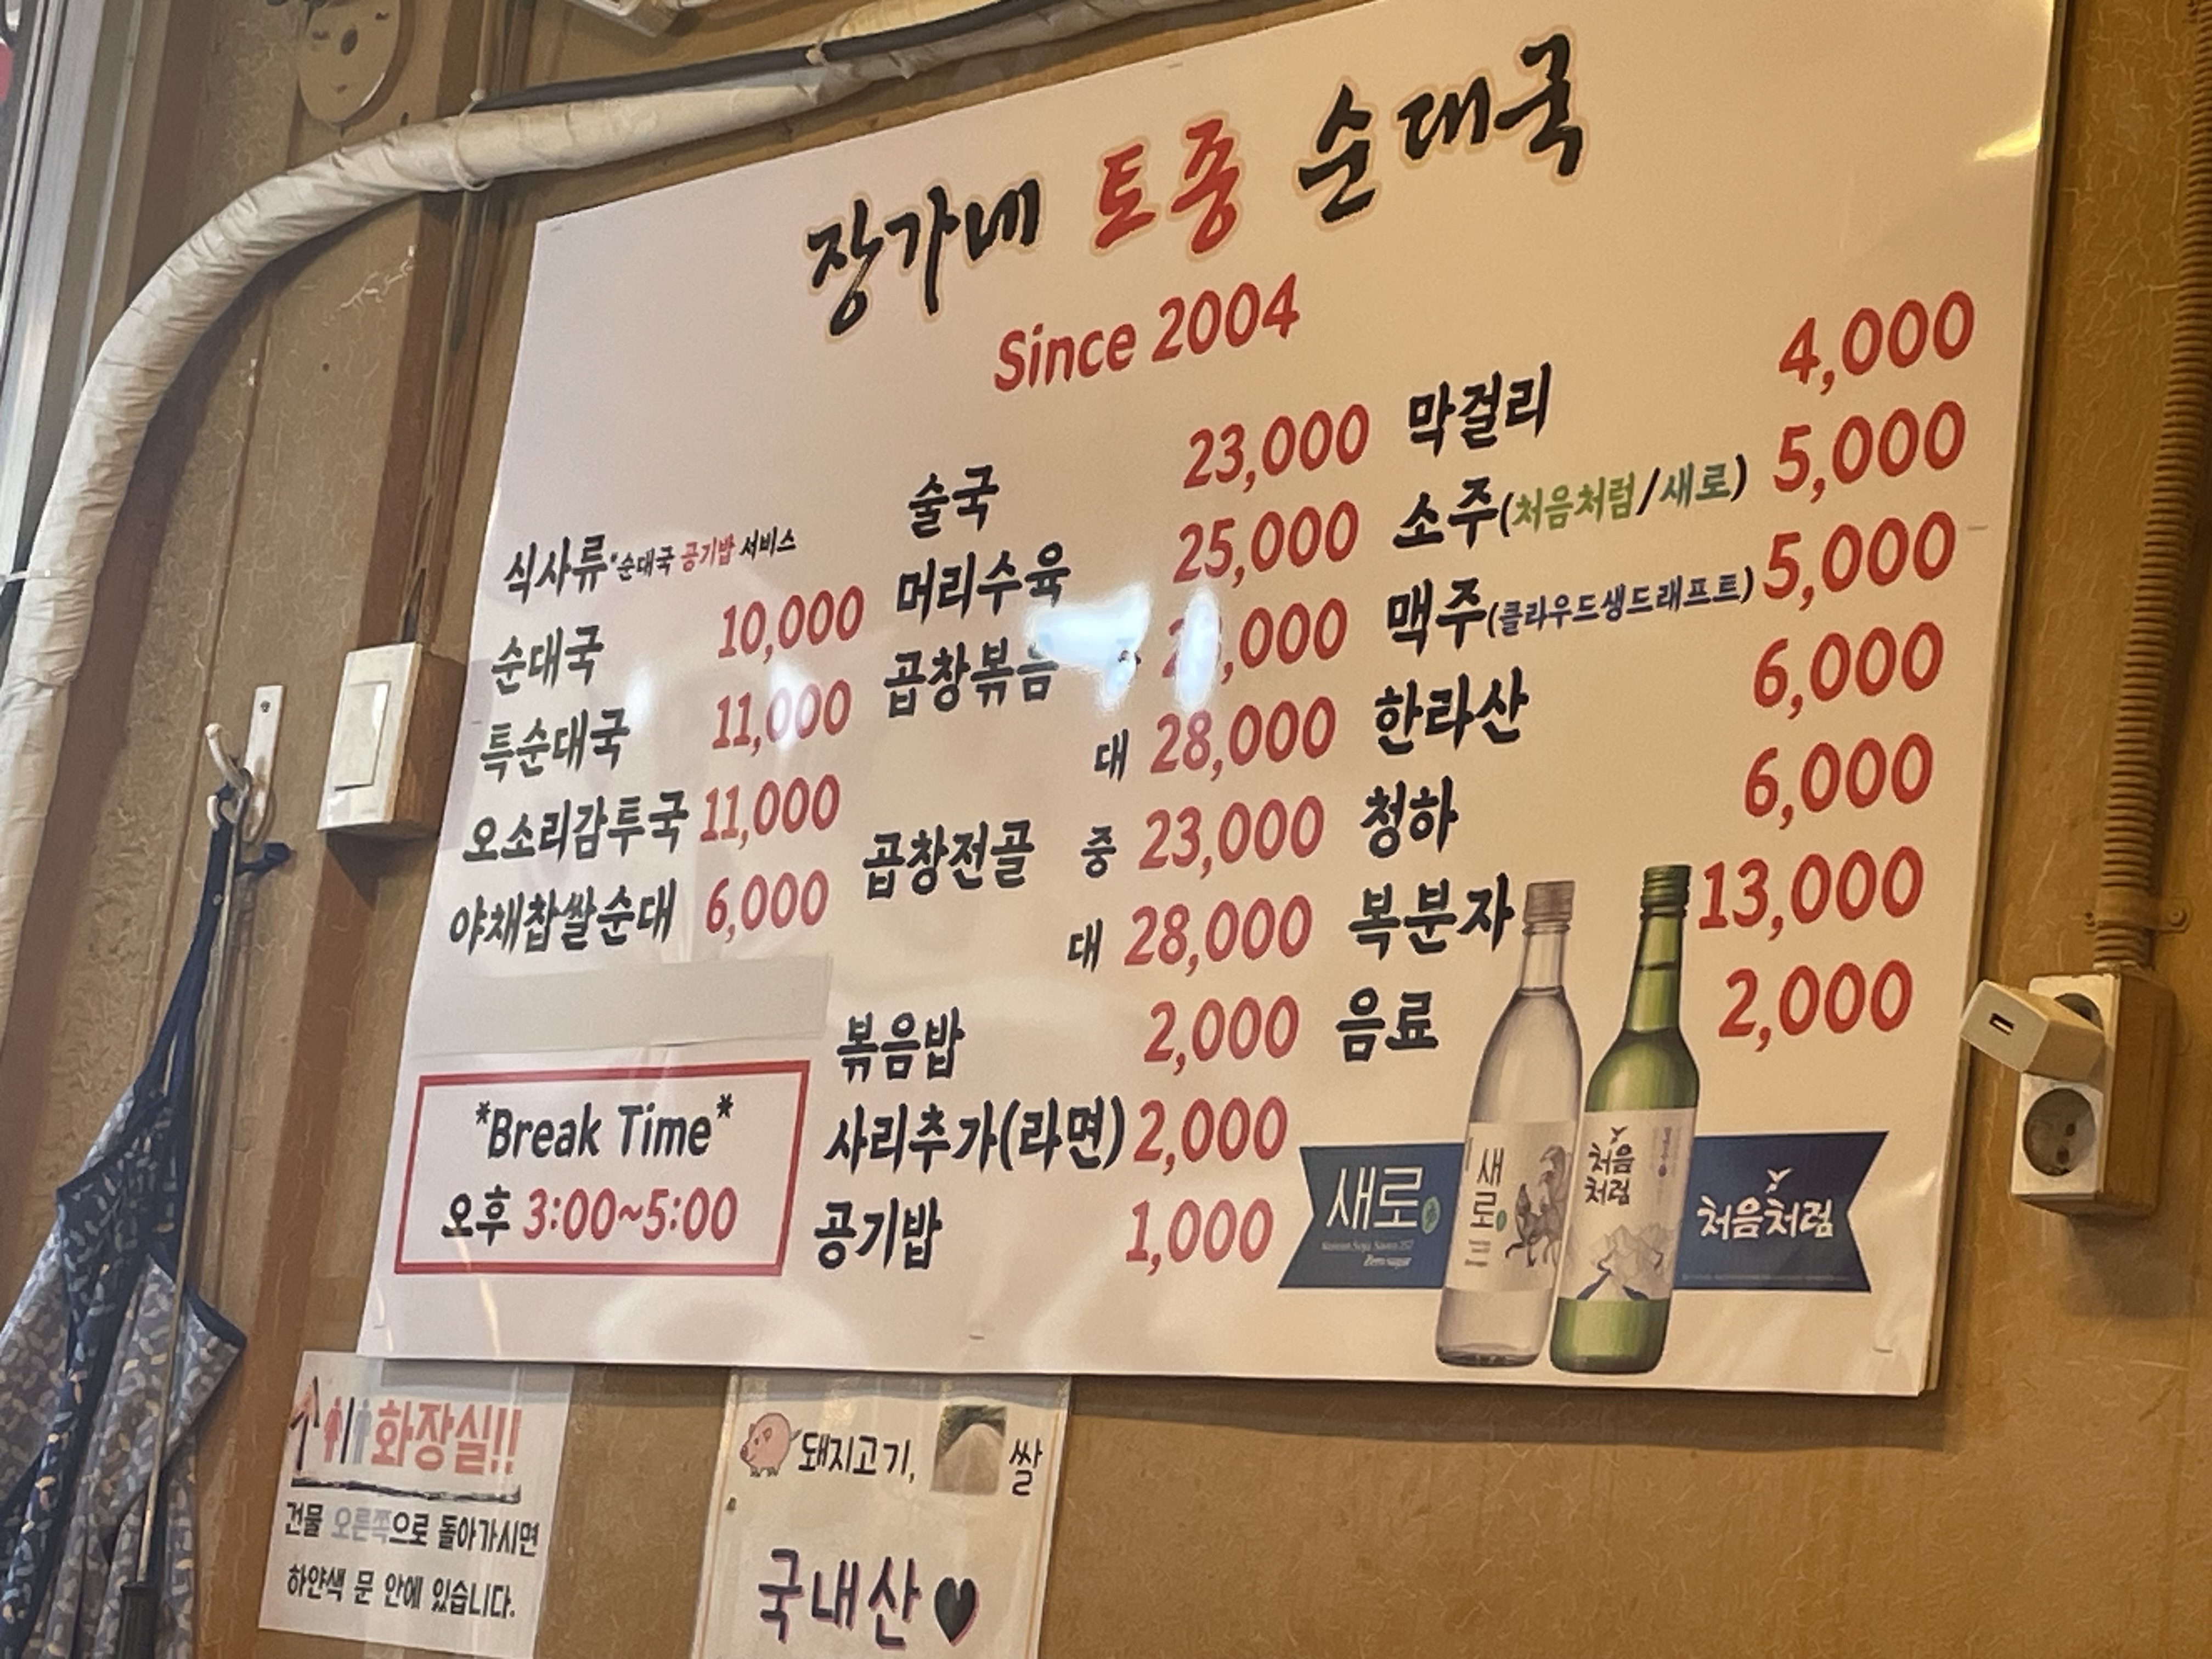 장가네 토종 순대국
Since 2004
식사류*순대국 공기밥 서비스
순대국 10,000
특순대국 11,000
오소리감투국 11,000
야채찹쌀순대 6,000
*Break Time*
오후 3:00~5:00
술국 23,000
머리수육 25,000
곱창볶음
대 28,000
곱창전골 중 23,000
대 28,000
볶음밥 2,000
사리추가(라면) 2,000
공기밥 1,000
막걸리 4,000
소주(처음처럼/새로) 5,000
맥주(클라우드생드래프트) 5,000
한라산 6,000
청하 6,000
복분자 13,000
음료 2,000
새로
Zero sugar
새로
처음
처럼
처음처럼
화장실!!
건물 오른쪽으로 돌아가시면
하얀색 문 안에 있습니다.
돼지고기, 쌀
국내산